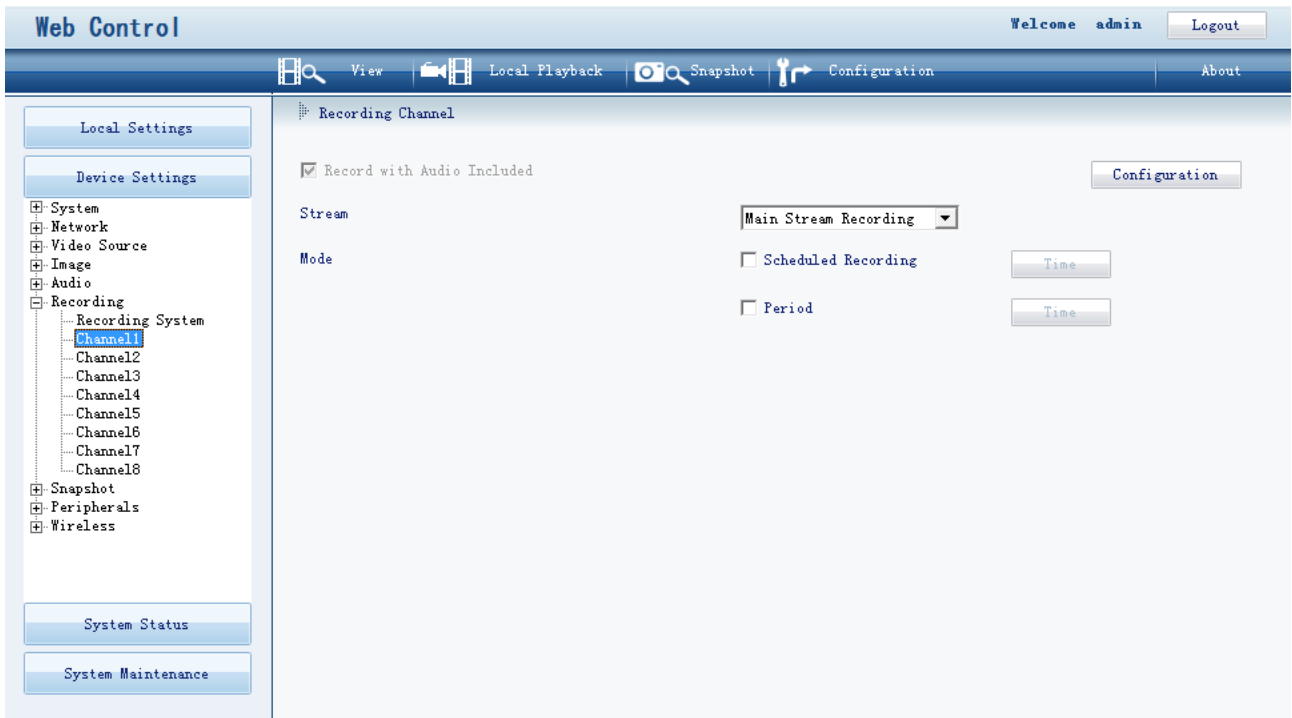 Web Control
Welcome admin Logout
View Local Playback Snapshot Configuration About
Local Settings
Device Settings
System
Network
Video Source
Image
Audio
Recording
Recording System
Channel1
Channel2
Channel3
Channel4
Channel5
Channel6
Channel7
Channel8
Snapshot
Peripherals
Wireless
System Status
System Maintenance
Recording Channel
Record with Audio Included Configuration
Stream Main Stream Recording
Mode Scheduled Recording Time
Period Time